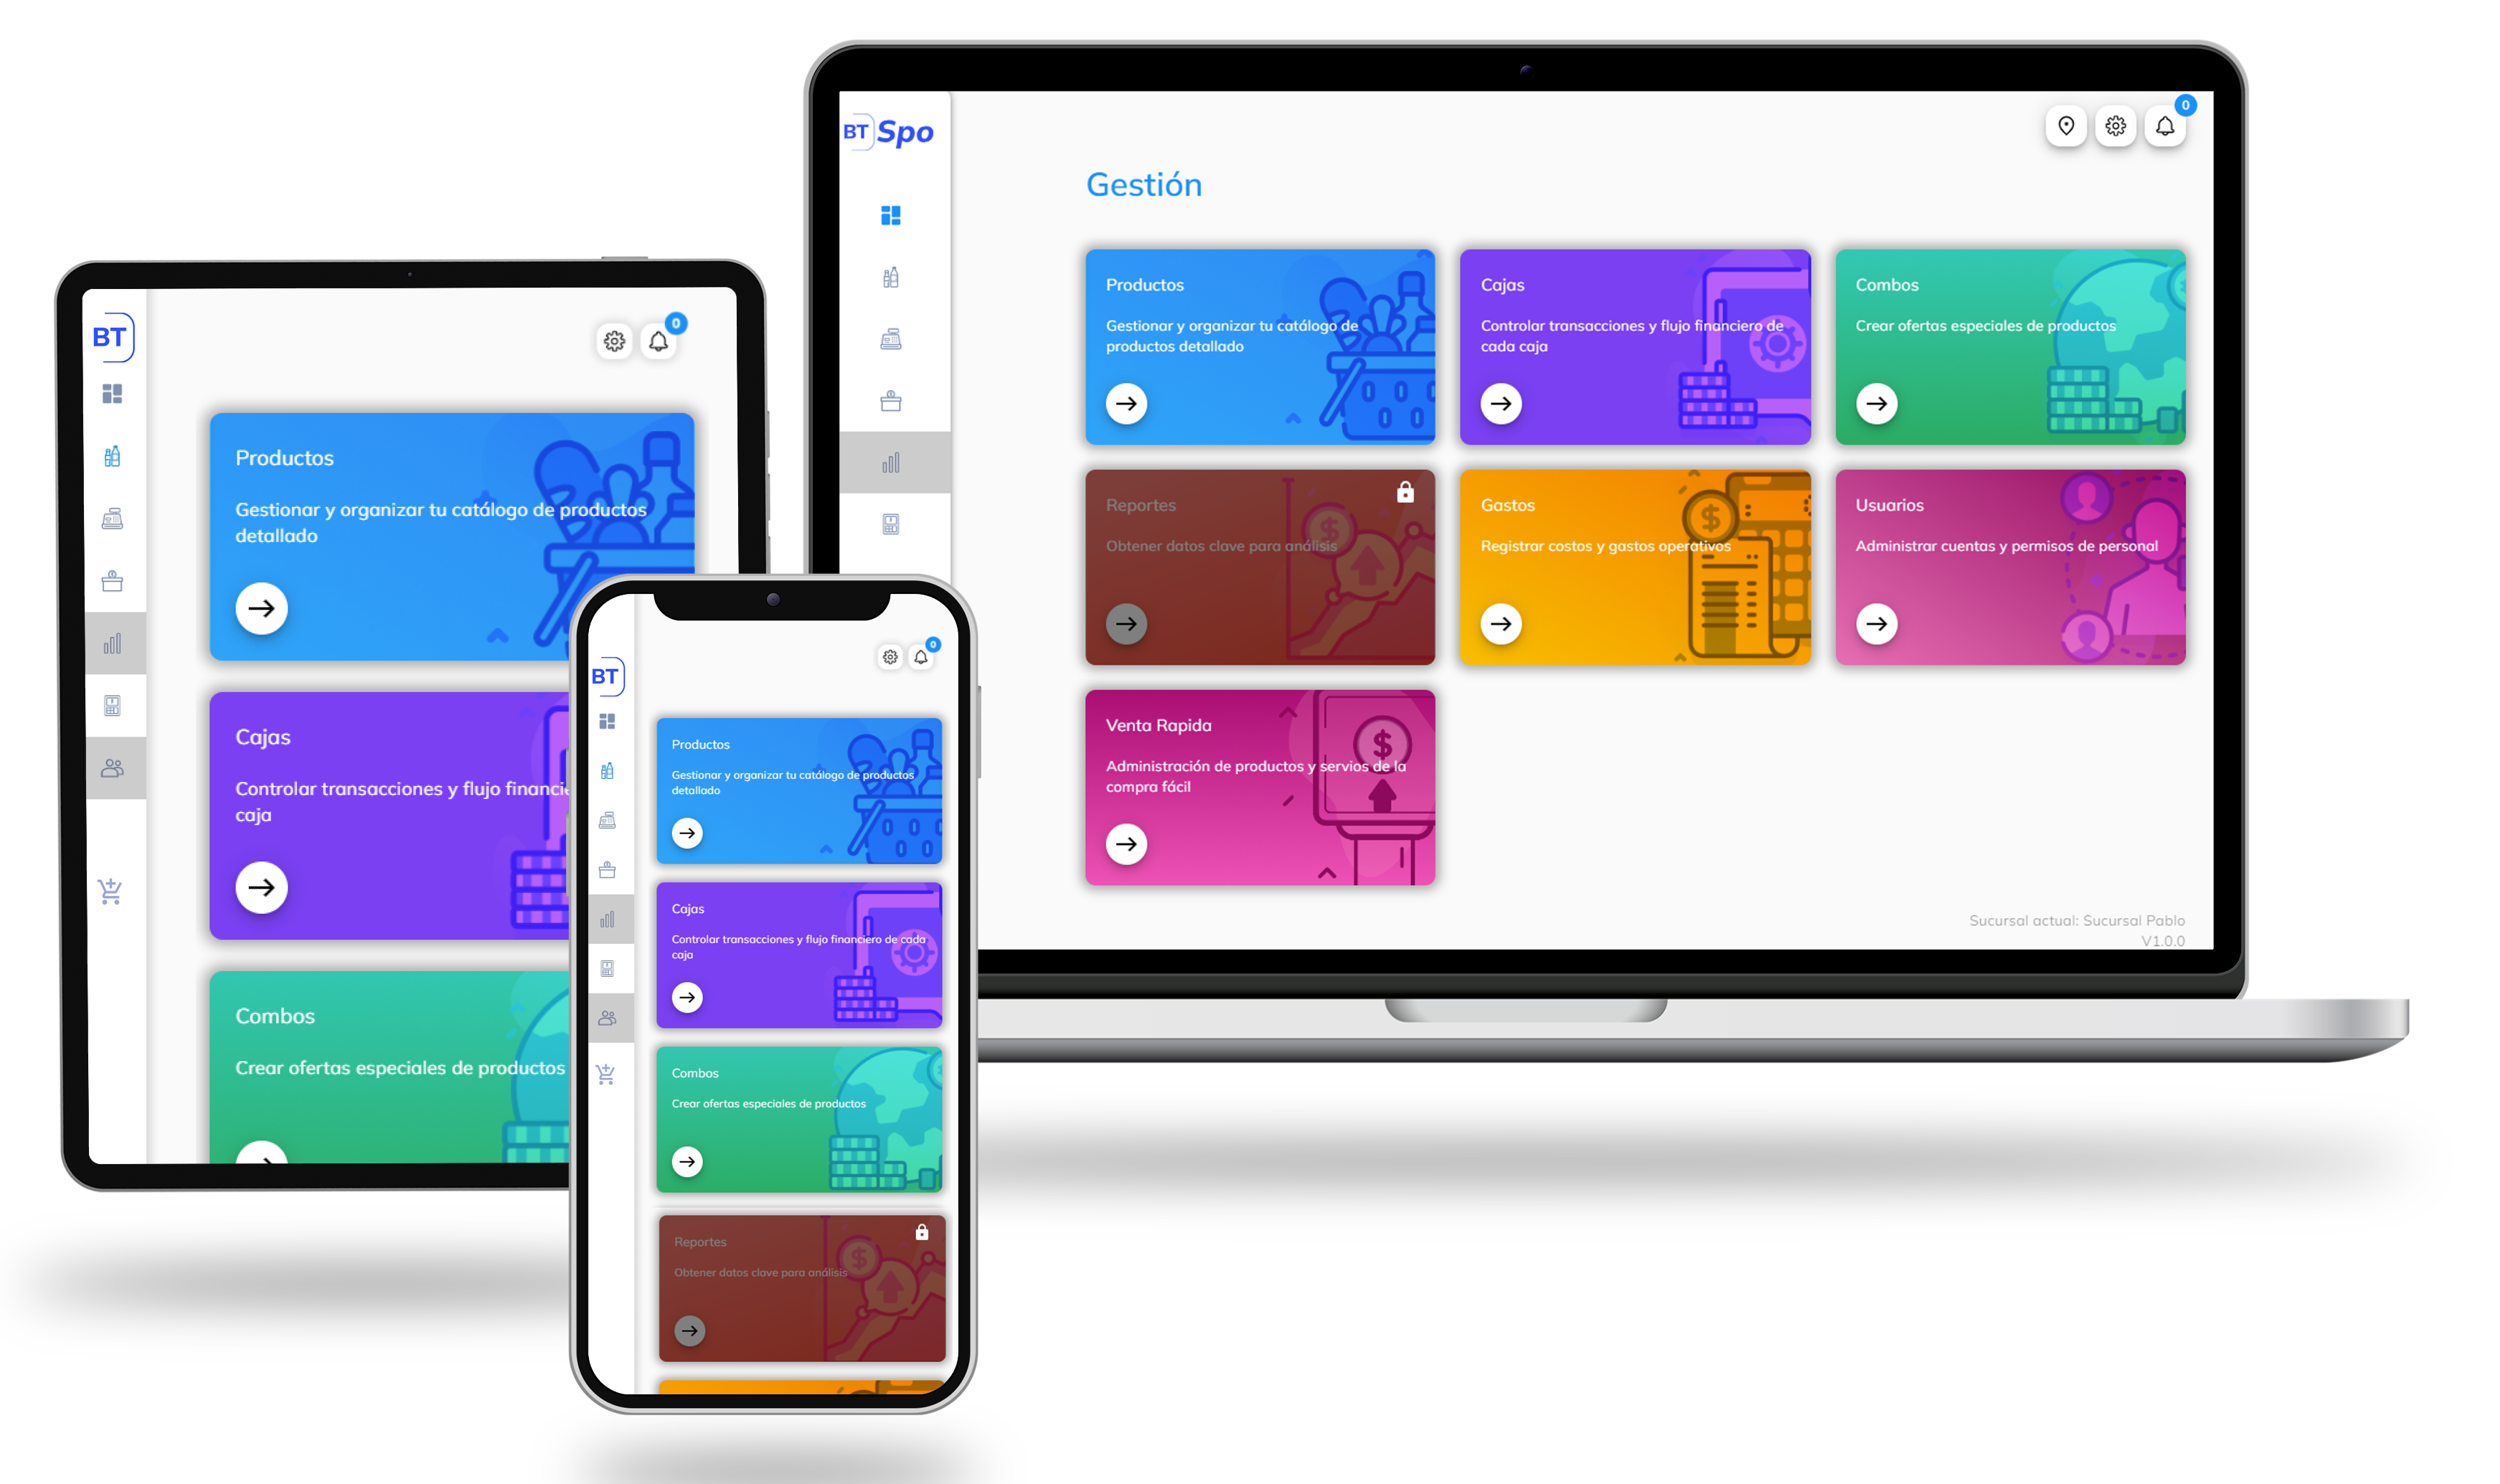 BT Spo
0
Gestión
Productos
Gestionar y organizar tu catálogo de
productos detallado
Cajas
Controlar transacciones y flujo financiero de
cada caja
Combos
Crear ofertas especiales de productos
Reportes
Obtener datos clave para análisis
Gastos
Registrar costos y gastos operativos
Usuarios
Administrar cuentas y permisos de personal
Venta Rapida
Administración de productos y servios de la
compra fácil
Sucursal actual: Sucursal Pablo
V1.0.0
BT
0
Productos
Gestionar y organizar tu catálogo de productos
detallado
Cajas
Controlar transacciones y flujo
caja
Combos
Crear ofertas especiales de productos
BT
0
Productos
Gestionar y organizar tu catálogo de productos
detallado
Cajas
Controlar transacciones y flujo financiero de cada
caja
Combos
Crear ofertas especiales de productos
Reportes
Obtener datos clave para análisis